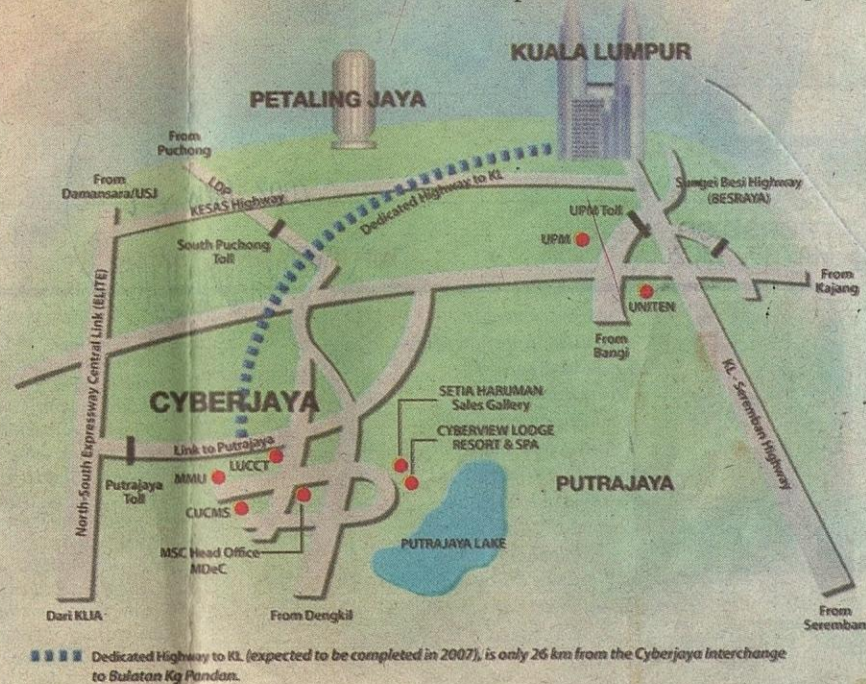 KUALA LUMPUR
PETALING JAYA
From
Puchong
From
Damansara/USJ
LDP
KESAS Highway
Dedicated Highway to KL
Sungei Besi Highway
(BESRAYA)
UPM Toll
South Puchong
Toll
UPM
From
Kajang
UNITEN
From
Bangi
North-South Expressway Central Link (ELITE)
KL - Seremban Highway
CYBERJAYA
SETIA HARUMAN
Sales Gallery
CYBERVIEW LODGE
RESORT & SPA
Link to Putrajaya
LUCCT
MMU
Putrajaya
Toll
PUTRAJAYA
CUCMS
PUTRAJAYA LAKE
MSC Head Office
MDeC
Dari KLIA
From Dengkil
From
Seremban
Dedicated Highway to KL (expected to be completed in 2007), is only 26 km from the Cyberjaya Interchange
to Bulatan Kg Pandan.